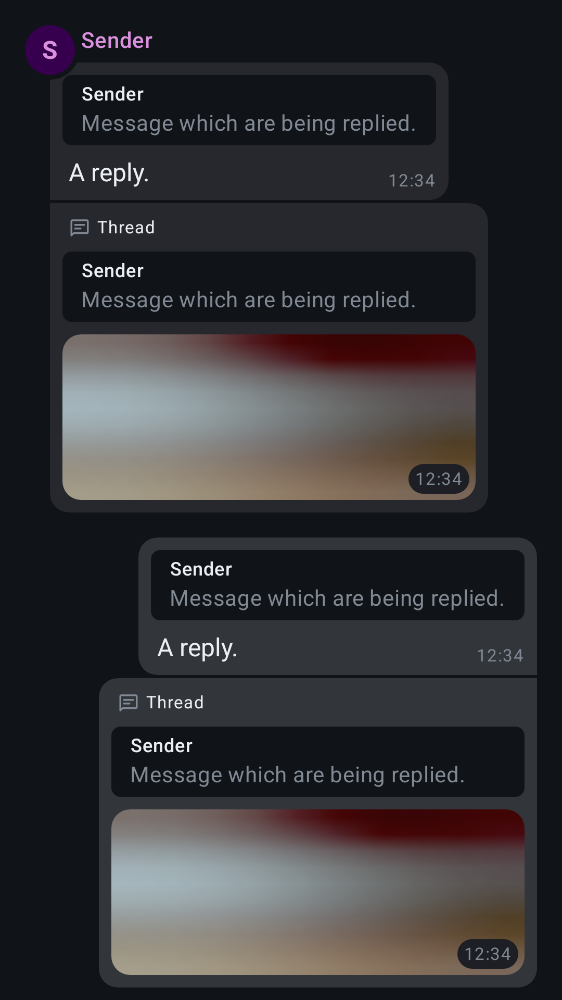 S
Sender
Sender
Message which are being replied.
A reply.
12:34
Thread
Sender
Message which are being replied.
12:34
Sender
Message which are being replied.
A reply.
12:34
Thread
Sender
Message which are being replied.
12:34